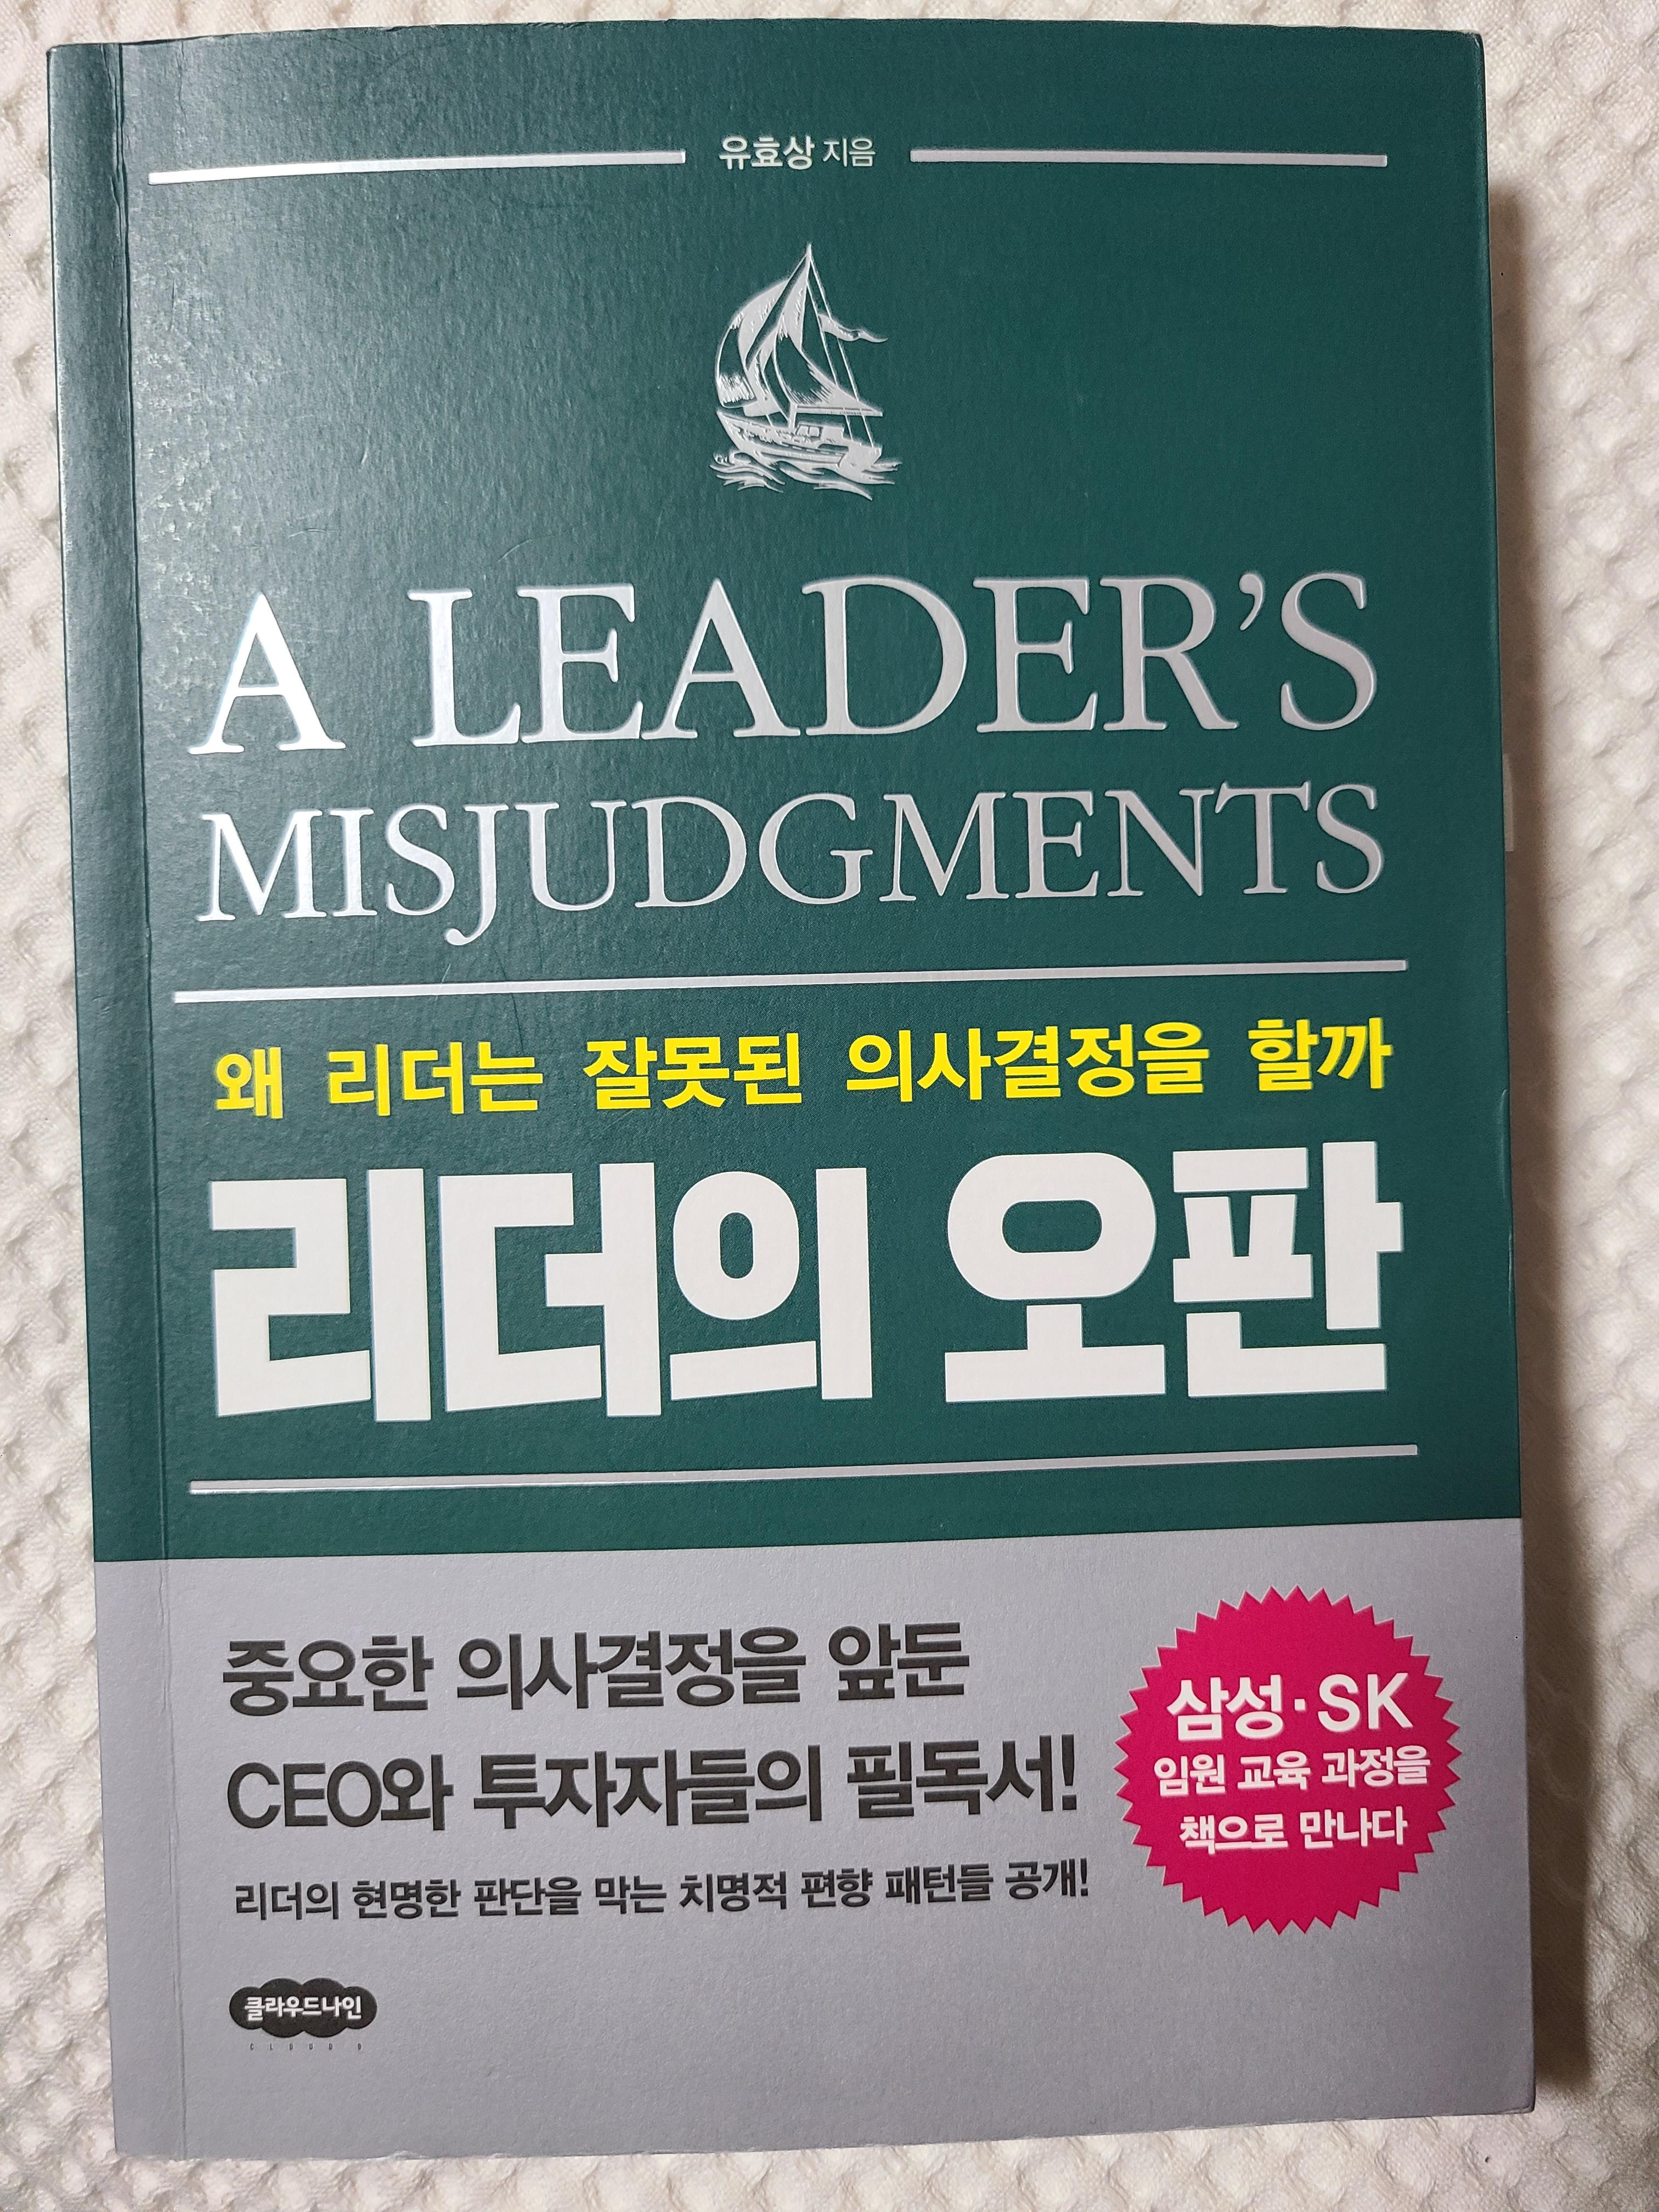 유효상 지음
A LEADER’S
MISJUDGMENTS
왜 리더는 잘못된 의사결정을 할까
리더의 오판
중요한 의사결정을 앞둔
CEO와 투자자들의 필독서!
리더의 현명한 판단을 막는 치명적 편향 패턴들 공개!
삼성·SK
임원 교육 과정을
책으로 만나다
클라우드나인
CLOUD 9